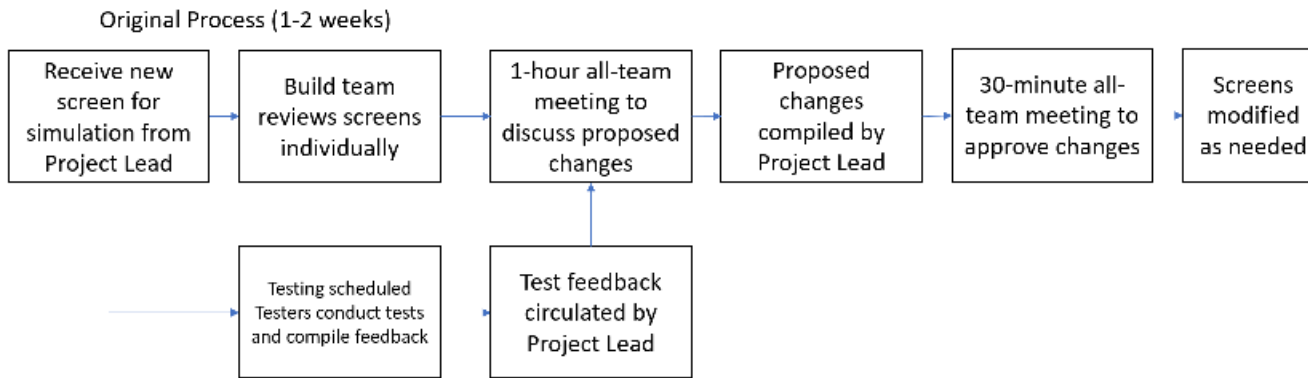 Original Process (1-2 weeks)
Receive new
screen for
simulation from
Project Lead
Build team
reviews screens
individually
1-hour all-team
meeting to
discuss proposed
changes
Proposed
changes
compiled by
Project Lead
30-minute all-
team meeting to
approve changes
Screens
modified
as needed
Testing scheduled
Testers conduct tests
and compile feedback
Test feedback
circulated by
Project Lead